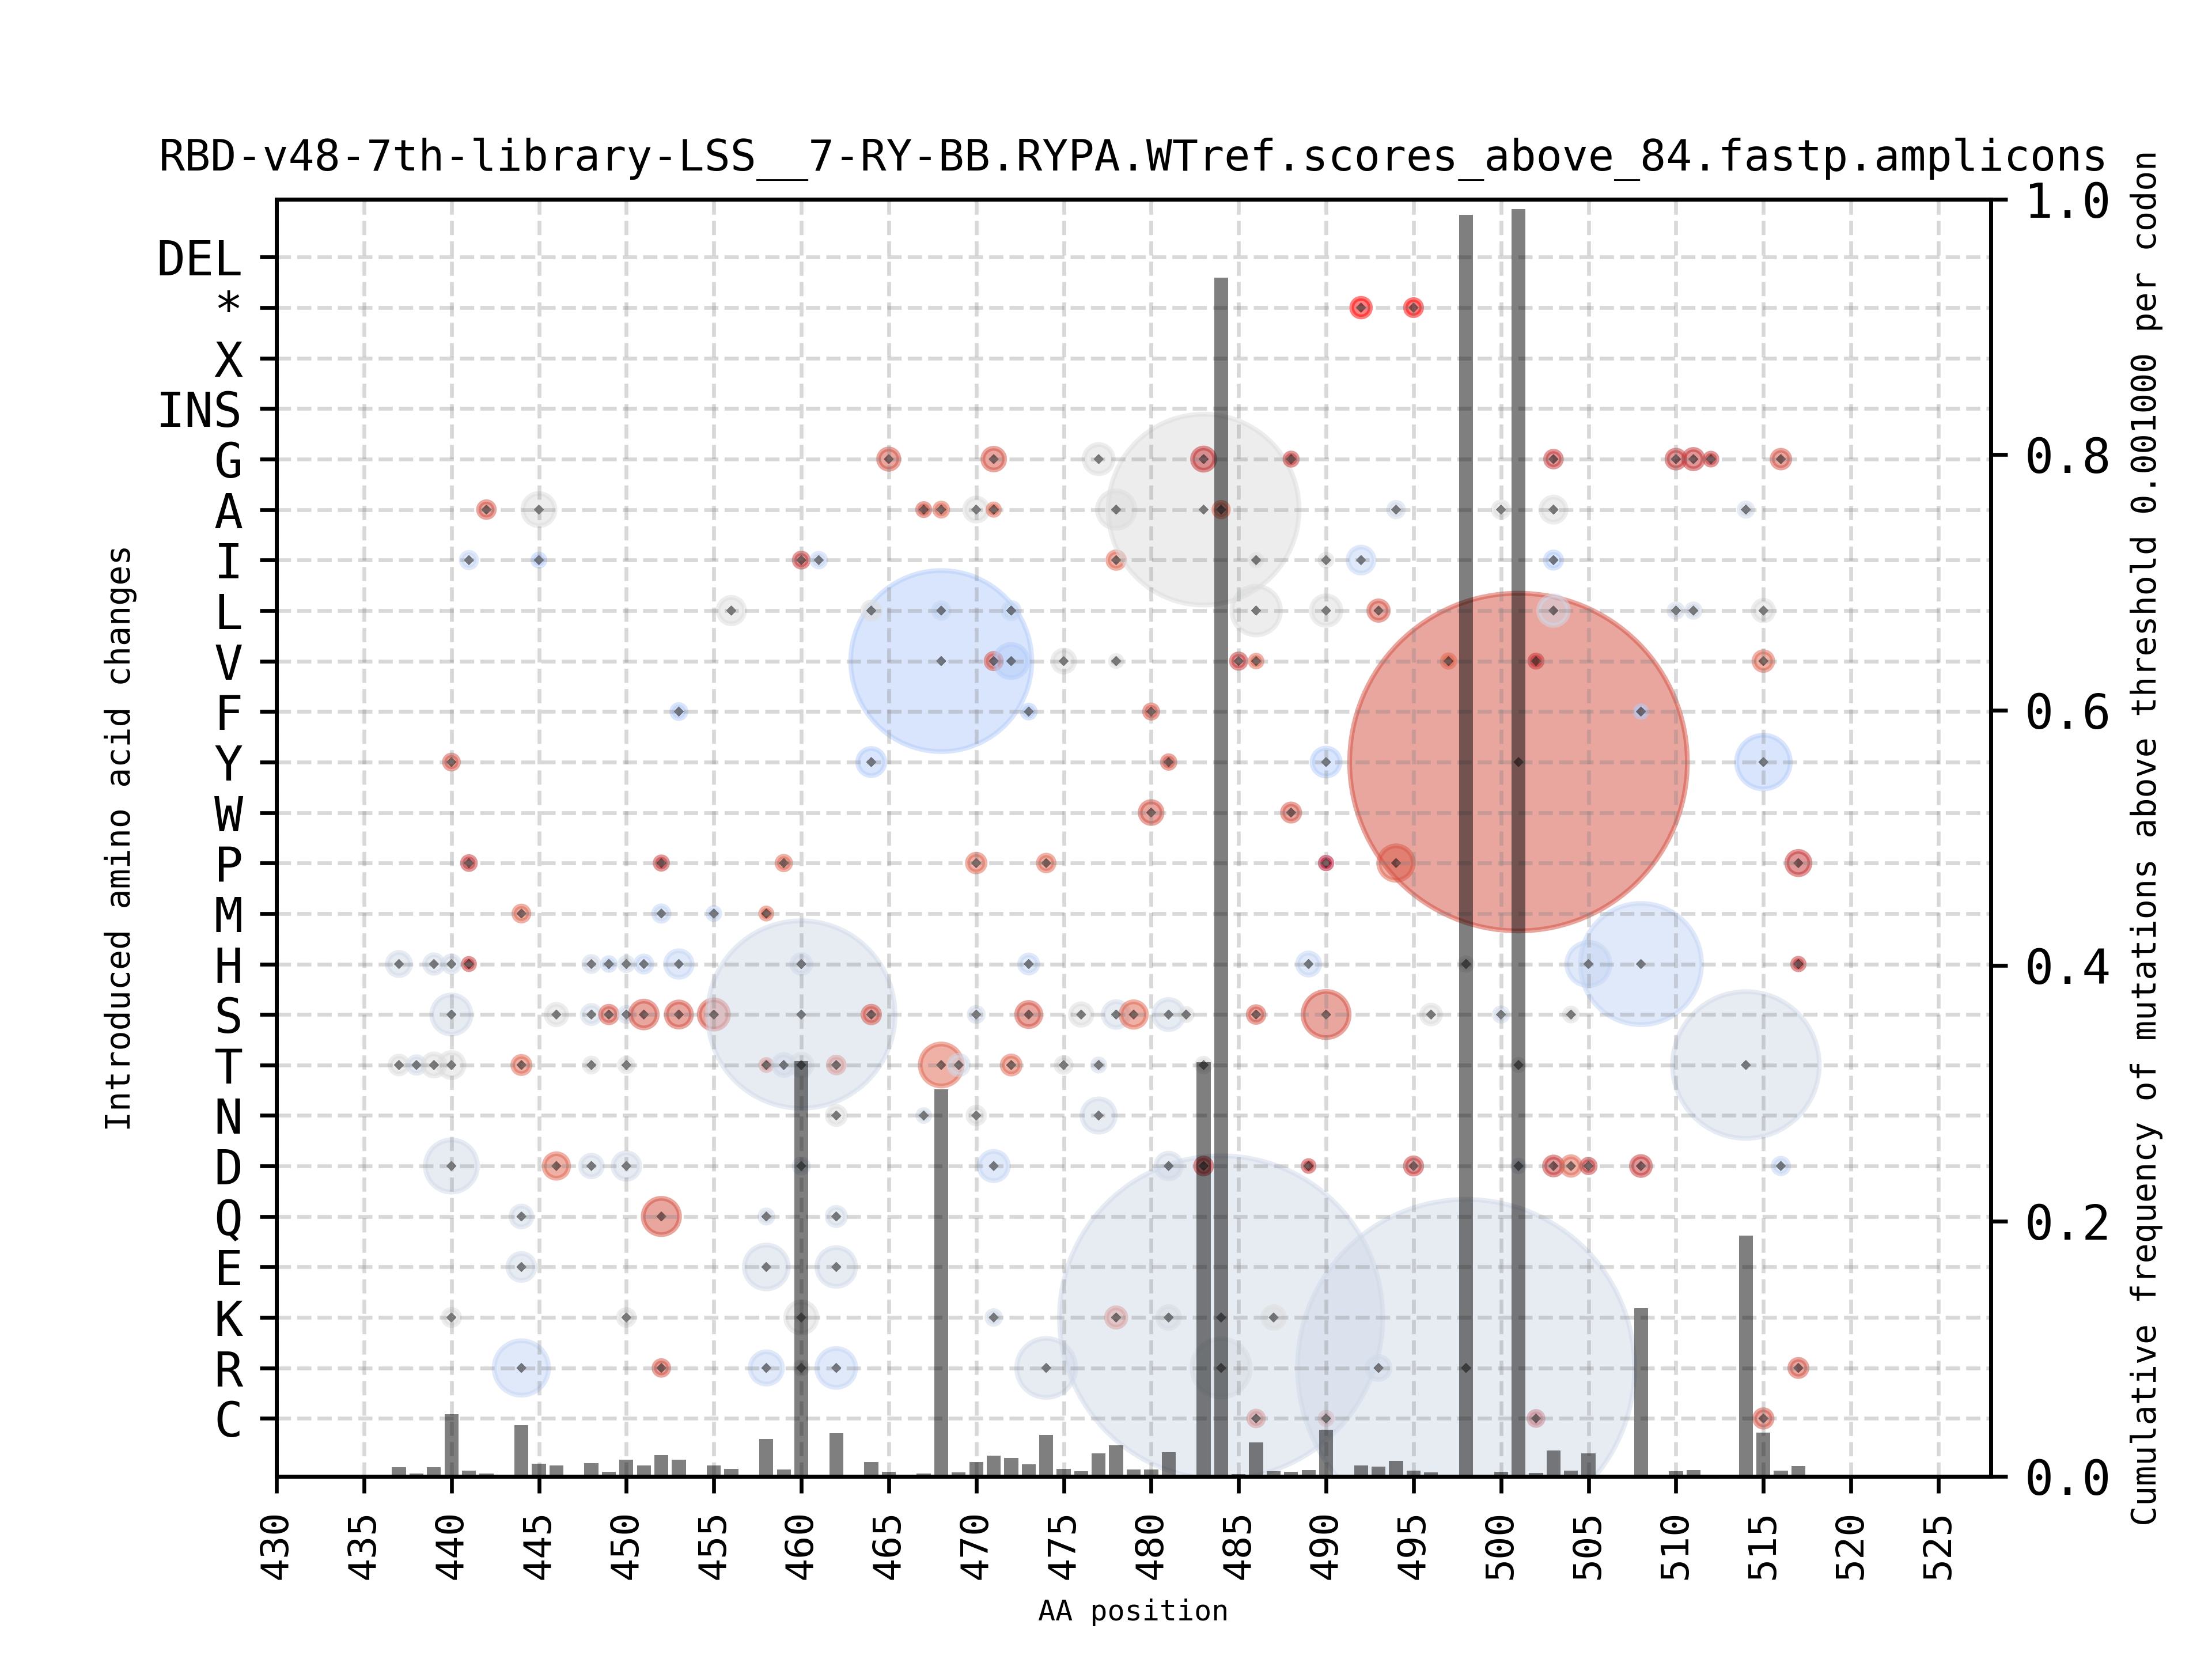 RBD-v48-7th-library-LSS__7-RY-BB.RYPA.WTref.scores_above_84.fastp.amplicons
Introduced amino acid changes
DEL
*
X
INS
G
A
I
L
V
F
Y
W
P
M
H
S
T
N
D
Q
E
K
R
C
1.0
0.8
0.6
0.4
0.2
0.0
Cumulative frequency of mutations above threshold 0.001000 per codon
430 435 440 445 450 455 460 465 470 475 480 485 490 495 500 505 510 515 520 525
AA position